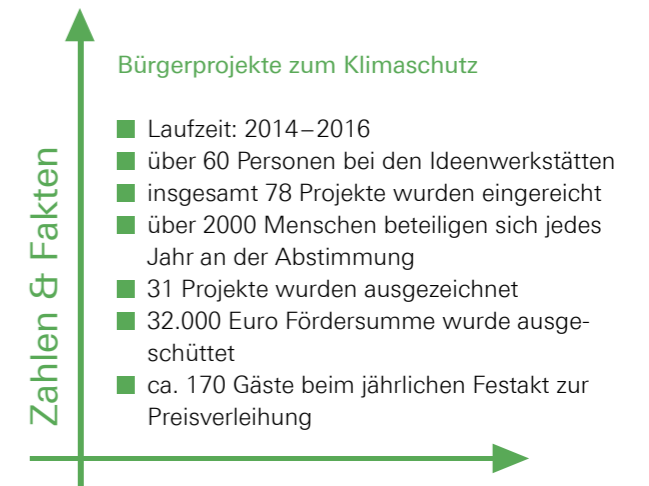 Bürgerprojekte zum Klimaschutz
Laufzeit: 2014–2016
über 60 Personen bei den Ideenwerkstätten
insgesamt 78 Projekte wurden eingereicht
über 2000 Menschen beteiligen sich jedes
Jahr an der Abstimmung
31 Projekte wurden ausgezeichnet
32.000 Euro Fördersumme wurde ausge-
schüttet
ca. 170 Gäste beim jährlichen Festakt zur
Preisverleihung
Zahlen & Fakten